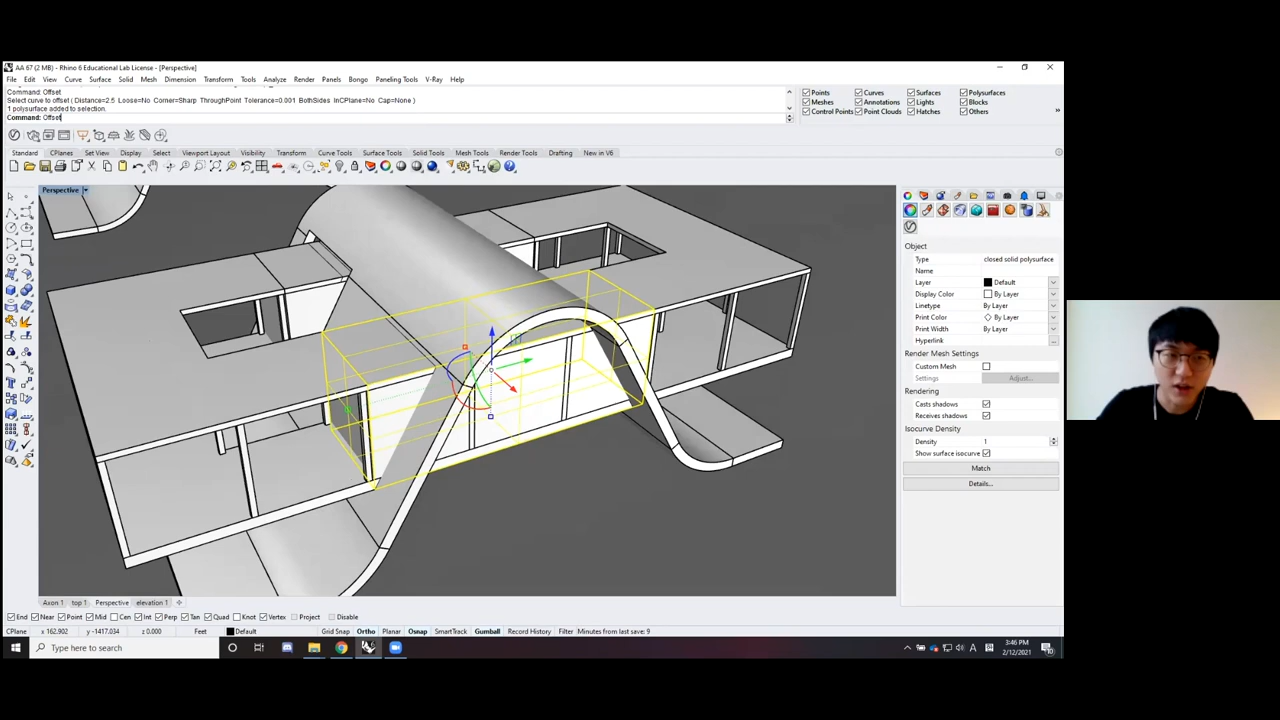 AA 67 (2 MB) - Rhino 6 Educational Lab License - [Perspective]
File Edit View Curve Surface Solid Mesh Dimension Transform Tools Analyze Render Panels Bongo Paneling Tools V-Ray Help
Command: Offset
Select curve to offset ( Distance=2.5 Loose=No Corner=Sharp ThroughPoint Tolerance=0.001 BothSides InCPlane=No Cap=None )
1 polysurface added to selection.
Command: Offset
Points Curves Surfaces Polysurfaces
Meshes Annotations Lights Blocks
Control Points Point Clouds Hatches Others
Standard CPlanes Set View Display Select Viewport Layout Visibility Transform Curve Tools Surface Tools Solid Tools Mesh Tools Render Tools Drafting New in V6
Perspective
Object
Type closed solid polysurface
Name
Layer Default
Display Color By Layer
Linetype By Layer
Print Color By Layer
Print Width By Layer
Hyperlink ...
Render Mesh Settings
Custom Mesh
Settings Adjust...
Rendering
Casts shadows
Receives shadows
Isocurve Density
Density 1
Show surface isocurve
Match
Details...
Axon 1 top 1 Perspective elevation 1
End Near Point Mid Cen Int Perp Tan Quad Knot Vertex Project Disable
CPlane x 162.902 y -1417.034 z 0.000 Feet Default Grid Snap Ortho Planar Osnap SmartTrack Gumball Record History Filter Minutes from last save: 9
Type here to search
A
3:46 PM
2/12/2021